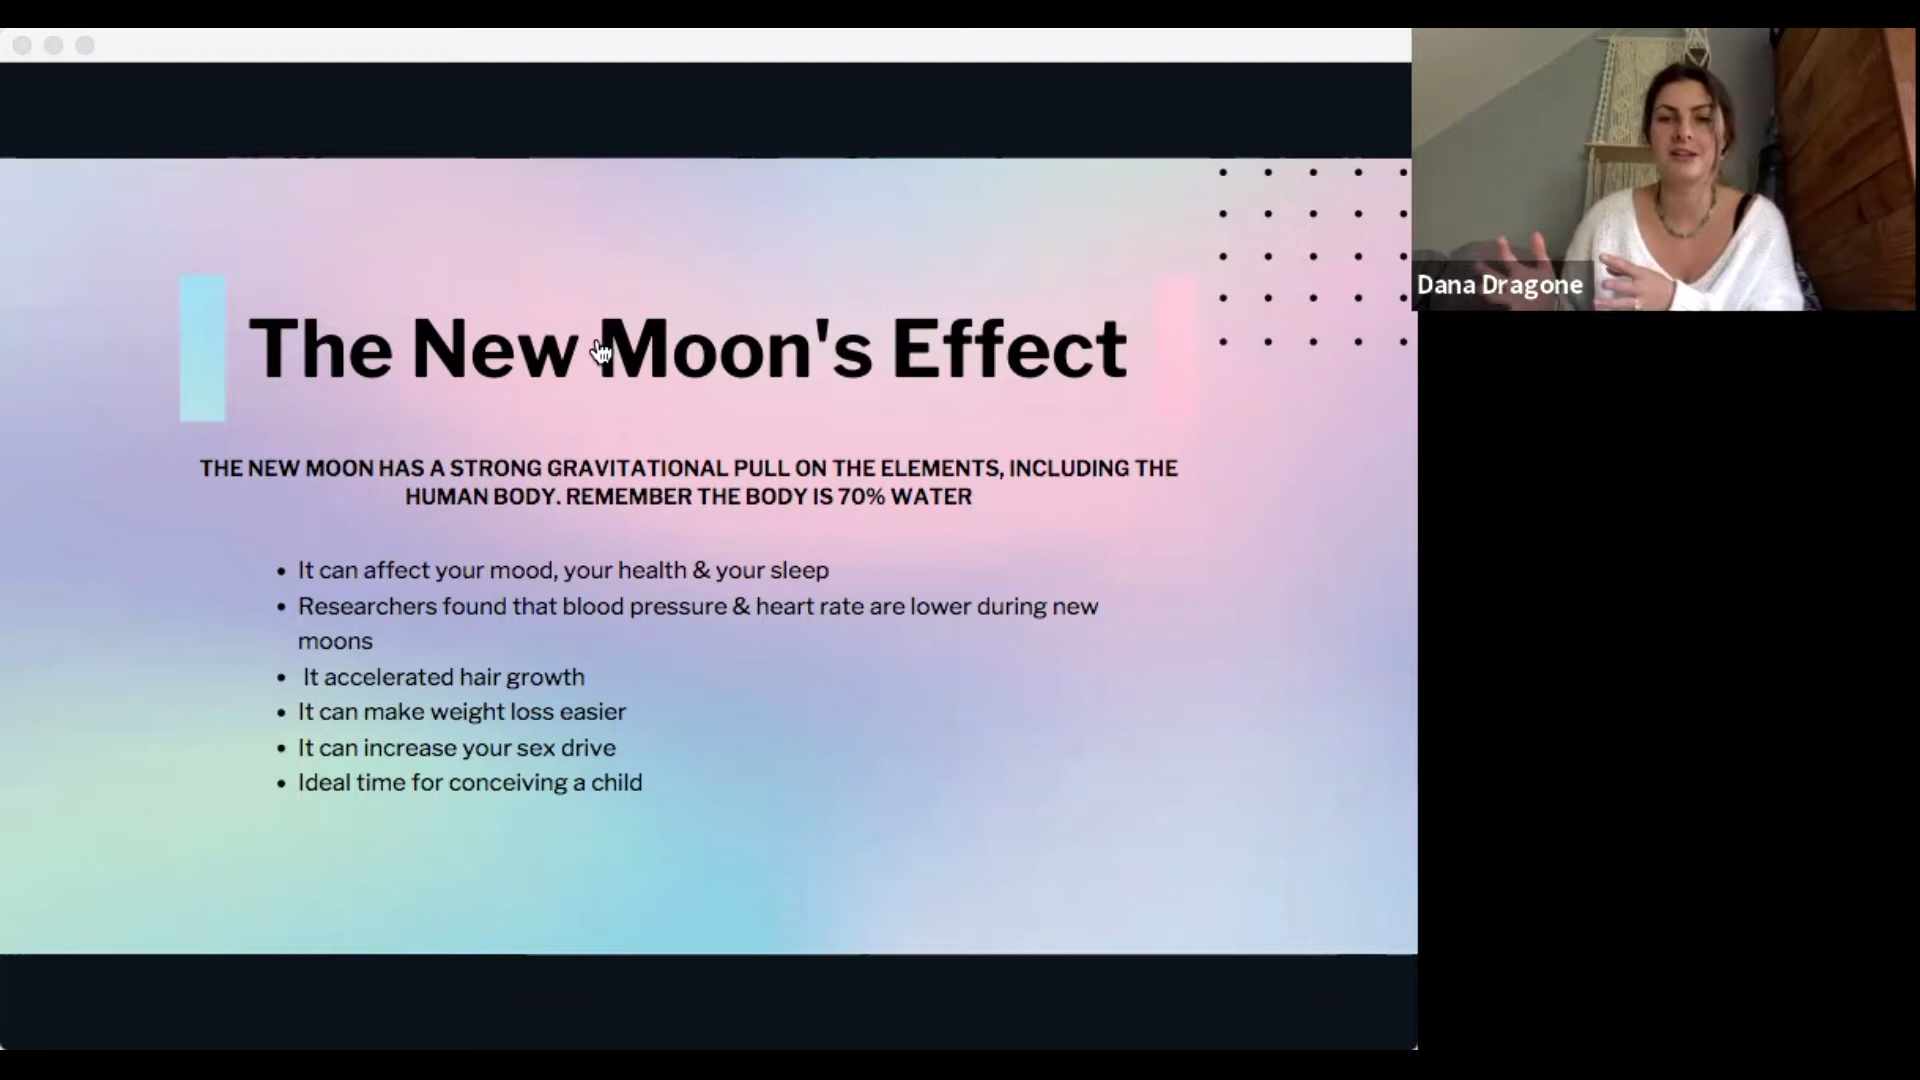 The New Moon's Effect
THE NEW MOON HAS A STRONG GRAVITATIONAL PULL ON THE ELEMENTS, INCLUDING THE
HUMAN BODY. REMEMBER THE BODY IS 70% WATER
• It can affect your mood, your health & your sleep
• Researchers found that blood pressure & heart rate are lower during new
moons
• It accelerated hair growth
• It can make weight loss easier
• It can increase your sex drive
• Ideal time for conceiving a child
Dana Dragone